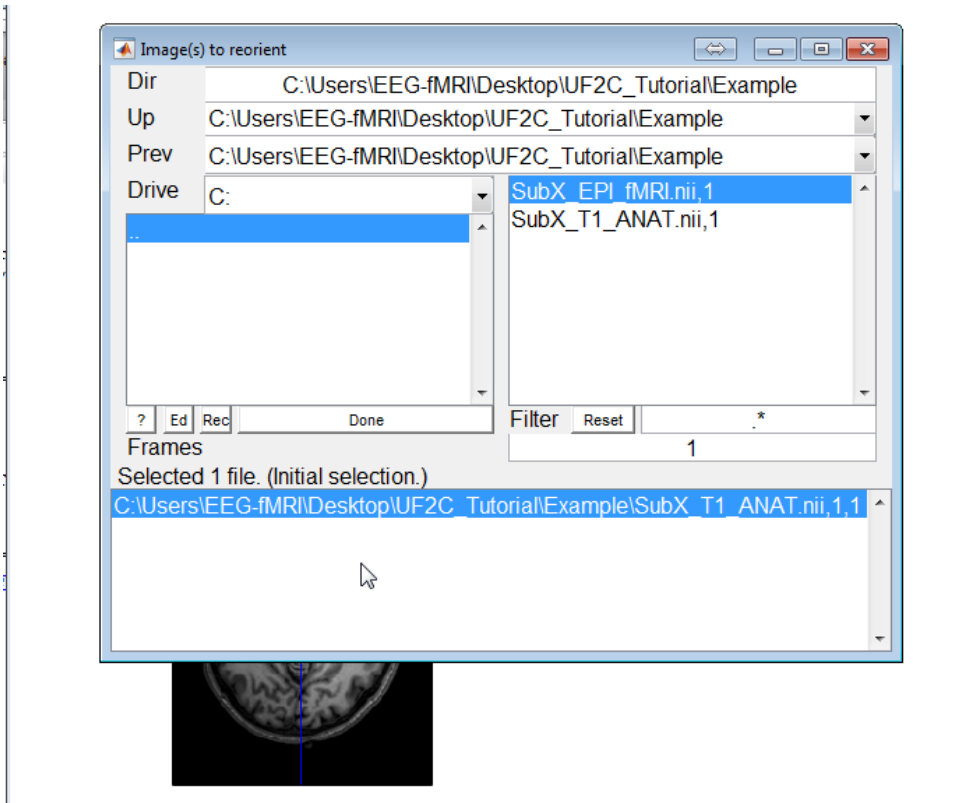 Image(s) to reorient
Dir C:\Users\EEG-fMRI\Desktop\UF2C_Tutorial\Example
Up C:\Users\EEG-fMRI\Desktop\UF2C_Tutorial\Example
Prev C:\Users\EEG-fMRI\Desktop\UF2C_Tutorial\Example
Drive C:
..
SubX_EPI_fMRI.nii,1
SubX_T1_ANAT.nii,1
? Ed Rec Done Filter Reset .*
Frames 1
Selected 1 file. (Initial selection.)
C:\Users\EEG-fMRI\Desktop\UF2C_Tutorial\Example\SubX_T1_ANAT.nii,1,1